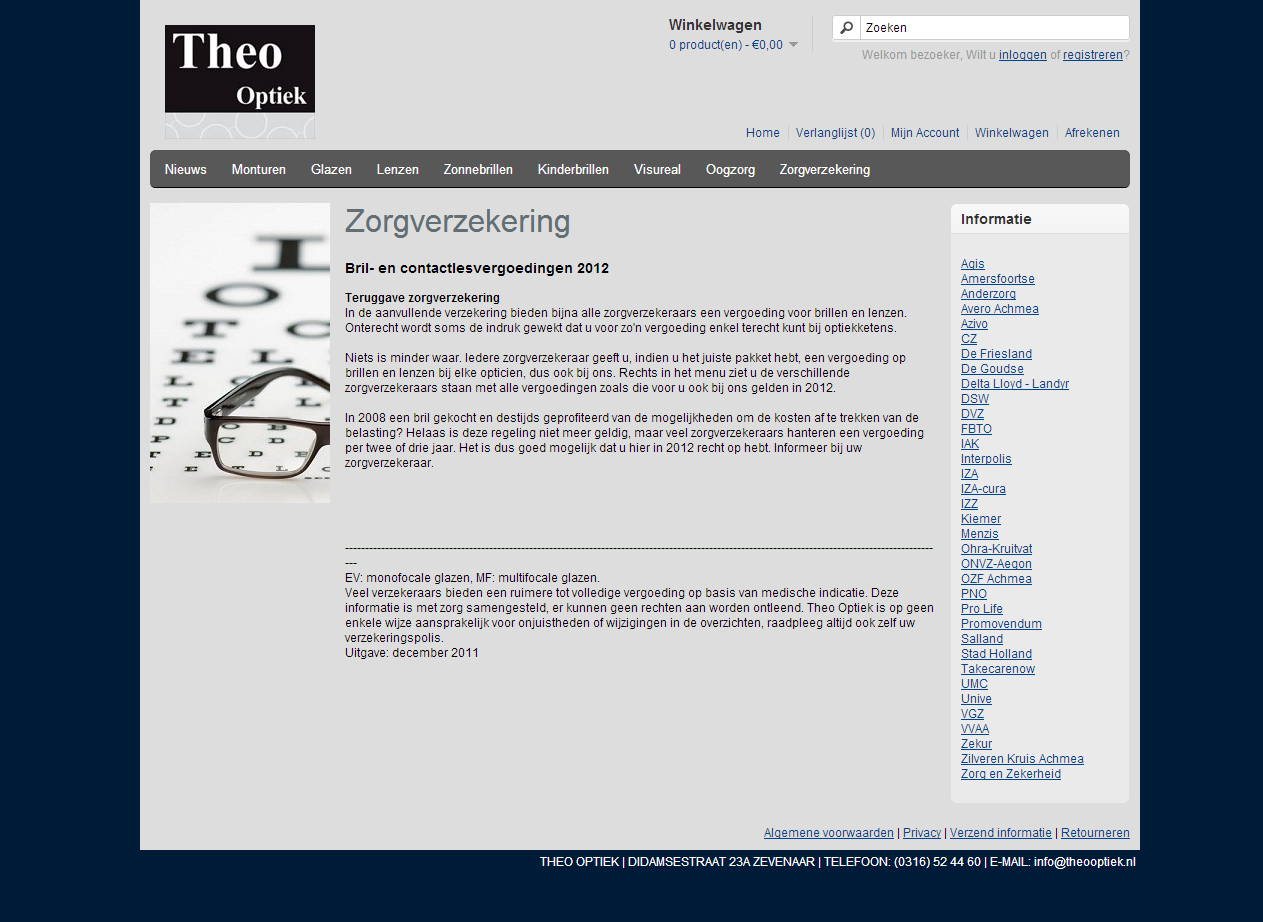 Theo
Optiek
Winkelwagen
0 product(en) - €0,00
Zoeken
Welkom bezoeker, Wilt u inloggen of registreren?
Home
Verlanglijst (0)
Mijn Account
Winkelwagen
Afrekenen
Nieuws
Monturen
Glazen
Lenzen
Zonnebrillen
Kinderbrillen
Visureal
Oogzorg
Zorgverzekering
Zorgverzekering
Bril- en contactlesvergoedingen 2012
Teruggave zorgverzekering
In de aanvullende verzekering bieden bijna alle zorgverzekeraars een vergoeding voor brillen en lenzen.
Onterecht wordt soms de indruk gewekt dat u voor zo'n vergoeding enkel terecht kunt bij optiekketens.
Niets is minder waar. Iedere zorgverzekeraar geeft u, indien u het juiste pakket hebt, een vergoeding op
brillen en lenzen bij elke opticien, dus ook bij ons. Rechts in het menu ziet u de verschillende
zorgverzekeraars staan met alle vergoedingen zoals die voor u ook bij ons gelden in 2012.
In 2008 een bril gekocht en destijds geprofiteerd van de mogelijkheden om de kosten af te trekken van de
belasting? Helaas is deze regeling niet meer geldig, maar veel zorgverzekeraars hanteren een vergoeding
per twee of drie jaar. Het is dus goed mogelijk dat u hier in 2012 recht op hebt. Informeer bij uw
zorgverzekeraar.
EV: monofocale glazen, MF: multifocale glazen.
Veel verzekeraars bieden een ruimere tot volledige vergoeding op basis van medische indicatie. Deze
informatie is met zorg samengesteld, er kunnen geen rechten aan worden ontleend. Theo Optiek is op geen
enkele wijze aansprakelijk voor onjuistheden of wijzigingen in de overzichten, raadpleeg altijd ook zelf uw
verzekeringspolis.
Uitgave: december 2011
Informatie
Agis
Amersfoortse
Anderzorg
Avero Achmea
Azivo
CZ
De Friesland
De Goudse
Delta Lloyd - Landyr
DSW
DVZ
FBTO
IAK
Interpolis
IZA
IZA-cura
IZZ
Kiemer
Menzis
Ohra-Kruitvat
ONVZ-Aegon
OZF Achmea
PNO
Pro Life
Promovendum
Salland
Stad Holland
Takecarenow
UMC
Unive
VGZ
VVAA
Zekur
Zilveren Kruis Achmea
Zorg en Zekerheid
Algemene voorwaarden | Privacy | Verzend informatie | Retourneren
THEO OPTIEK | DIDAMSESTRAAT 23A ZEVENAAR | TELEFOON: (0316) 52 44 60 | E-MAIL: info@theooptiek.nl